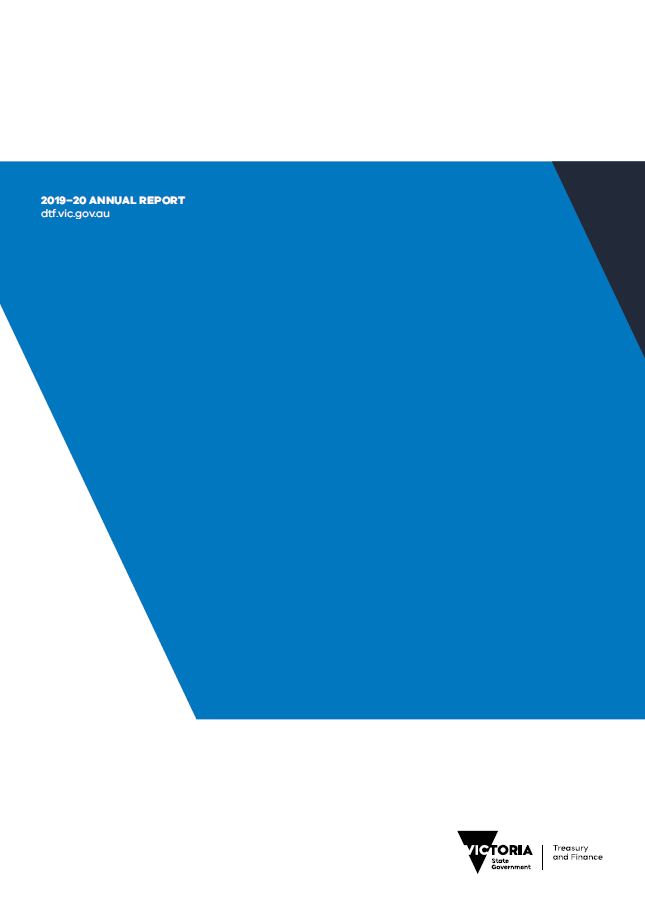 2019–20 ANNUAL REPORT
dtf.vic.gov.au
VICTORIA
State
Government
Treasury
and Finance